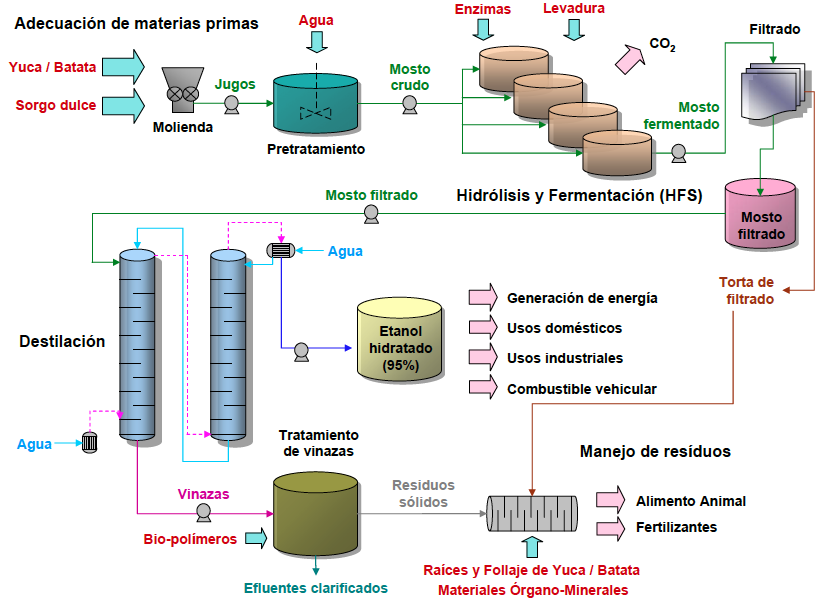 Adecuación de materias primas
Agua
Enzimas
Levadura
CO2
Filtrado
Yuca / Batata
Sorgo dulce
Jugos
Molienda
Mosto
crudo
Pretratamiento
Mosto
fermentado
Hidrólisis y Fermentación (HFS)
Mosto filtrado
Mosto
filtrado
Agua
Torta de
filtrado
Destilación
Etanol
hidratado
(95%)
Generación de energía
Usos domésticos
Usos industriales
Combustible vehicular
Agua
Tratamiento
de vinazas
Manejo de resíduos
Vinazas
Residuos
sólidos
Alimento Animal
Fertilizantes
Bio-polímeros
Efluentes clarificados
Raíces y Follaje de Yuca / Batata
Materiales Órgano-Minerales